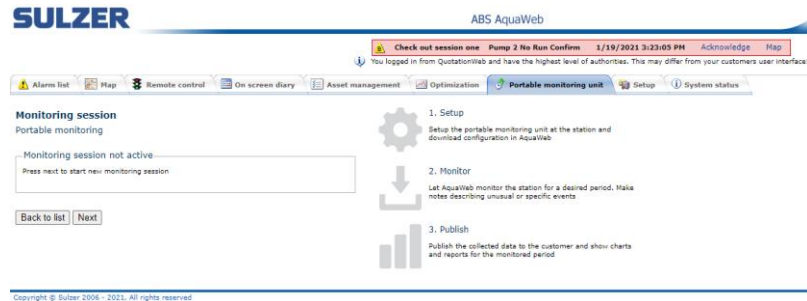 SULZER
ABS AquaWeb
Check out session one Pump 2 No Run Confirm 1/19/2021 3:23:05 PM Acknowledge Map
You logged in from QuotationWeb and have the highest level of authorities. This may differ from your customers user interface
Alarm list Map Remote control On screen diary Asset management Optimization Portable monitoring unit Setup System status
Monitoring session
Portable monitoring
Monitoring session not active
Press next to start new monitoring session
Back to list Next
1. Setup
Setup the portable monitoring unit at the station and
download configuration in AquaWeb
2. Monitor
Let AquaWeb monitor the station for a desired period. Make
notes describing unusual or specific events
3. Publish
Publish the collected data to the customer and show charts
and reports for the monitored period
Copyright © Sulzer 2006 - 2021. All rights reserved